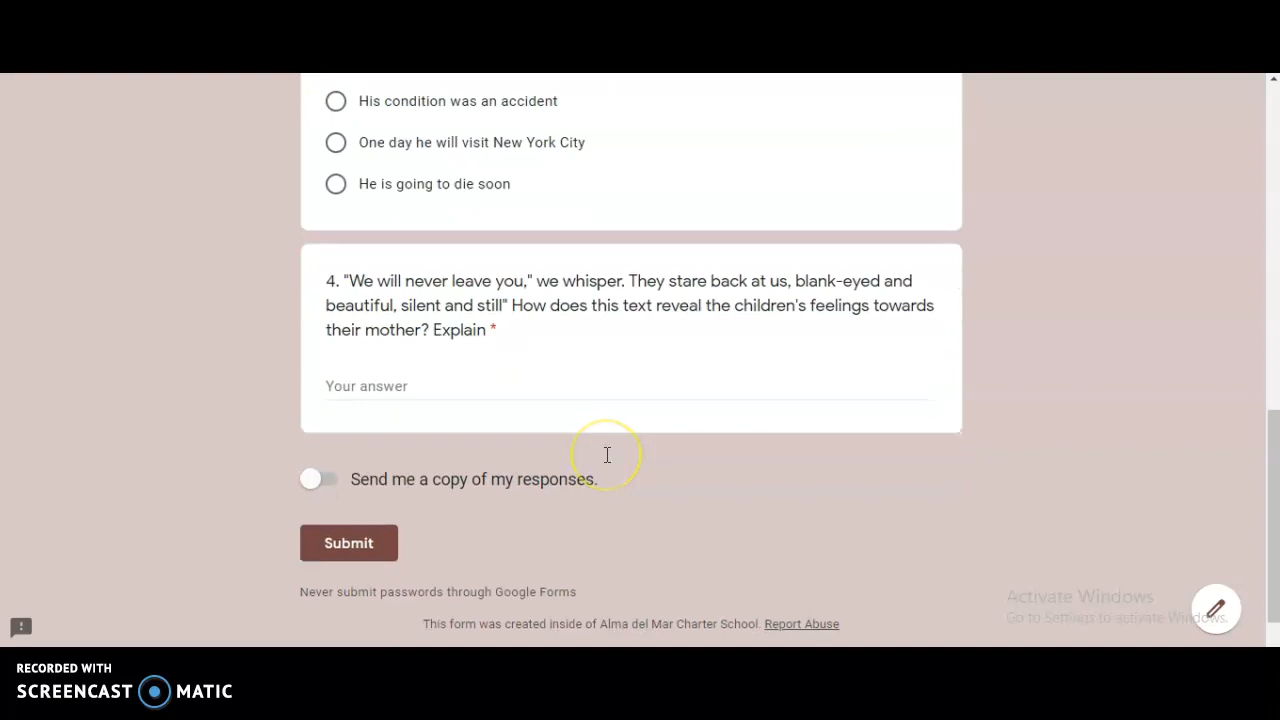 His condition was an accident
One day he will visit New York City
He is going to die soon
4. "We will never leave you," we whisper. They stare back at us, blank-eyed and
beautiful, silent and still" How does this text reveal the children's feelings towards
their mother? Explain *
Your answer
Send me a copy of my responses.
Submit
Never submit passwords through Google Forms
This form was created inside of Alma del Mar Charter School. Report Abuse
Activate Windows
Go to Settings to activate Windows.
RECORDED WITH
SCREENCAST MATIC